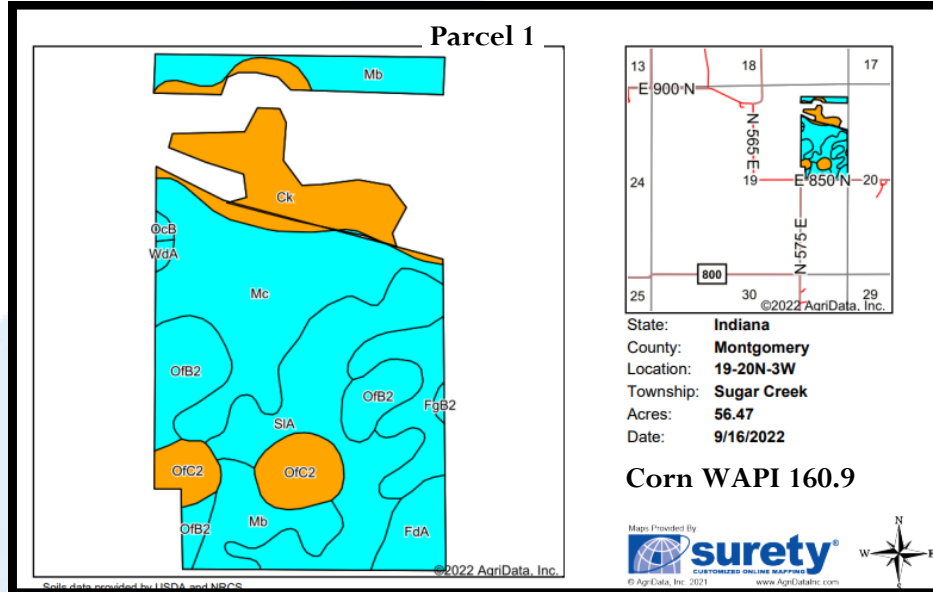 Parcel 1
Mb
Ck
OcB
WdA
Mc
OfB2
OfB2
FgB2
SlA
OfC2
OfC2
OfB2
Mb
FdA
©2022 AgriData, Inc.
Soils data provided by USDA and NRCS.
13
18
17
E 900 N
N-565-E
24
19
E 850 N
20
N-575-E
800
25
30
29
©2022 AgriData, Inc.
State: Indiana
County: Montgomery
Location: 19-20N-3W
Township: Sugar Creek
Acres: 56.47
Date: 9/16/2022
Corn WAPI 160.9
Maps Provided By
surety®
CUSTOMIZED ONLINE MAPPING
© AgriData, Inc. 2021
www.AgriDataInc.com
N
W
E
S